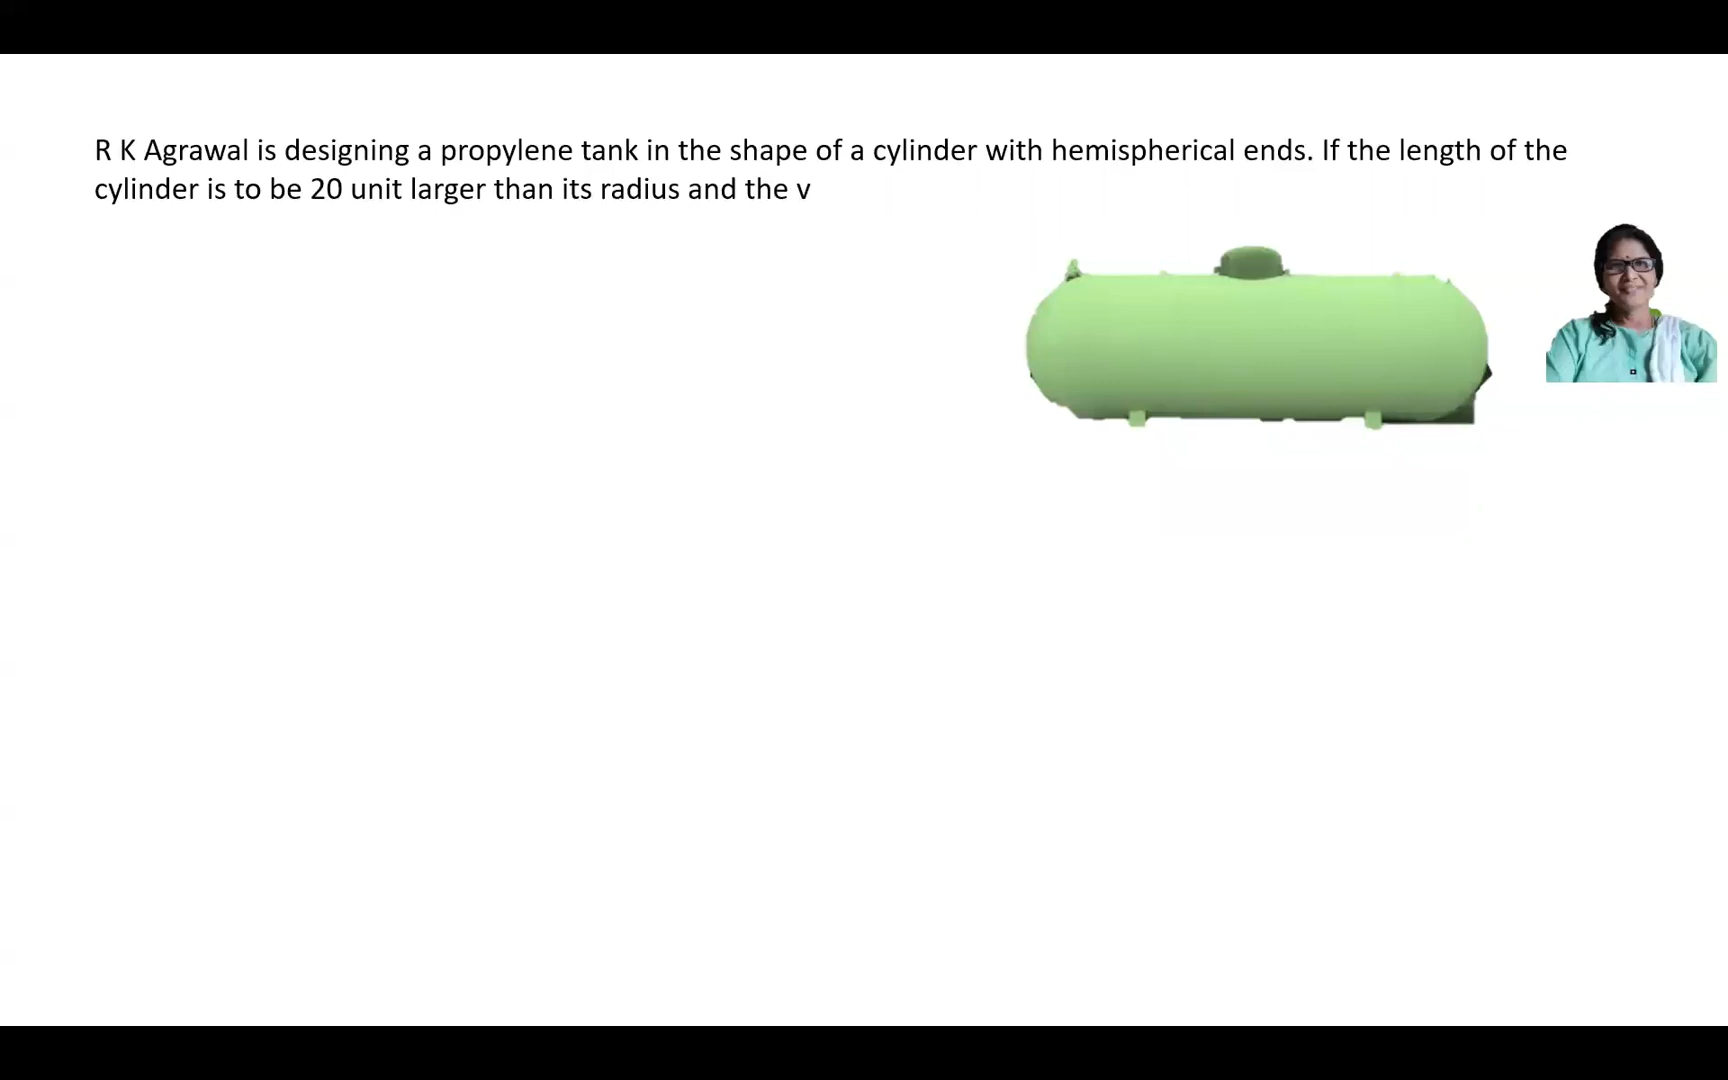 R K Agrawal is designing a propylene tank in the shape of a cylinder with hemispherical ends. If the length of the
cylinder is to be 20 unit larger than its radius and the v